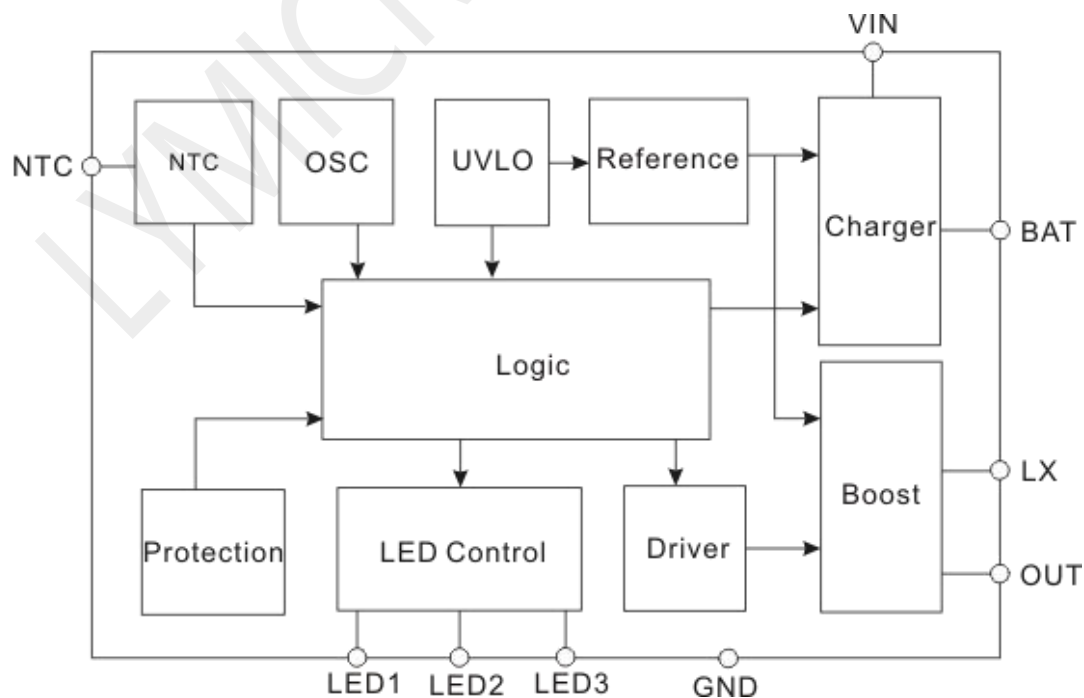 VIN
NTC
NTC
OSC
UVLO
Reference
Charger
BAT
Logic
Protection
LED Control
Driver
Boost
LX
OUT
LED1
LED2
LED3
GND